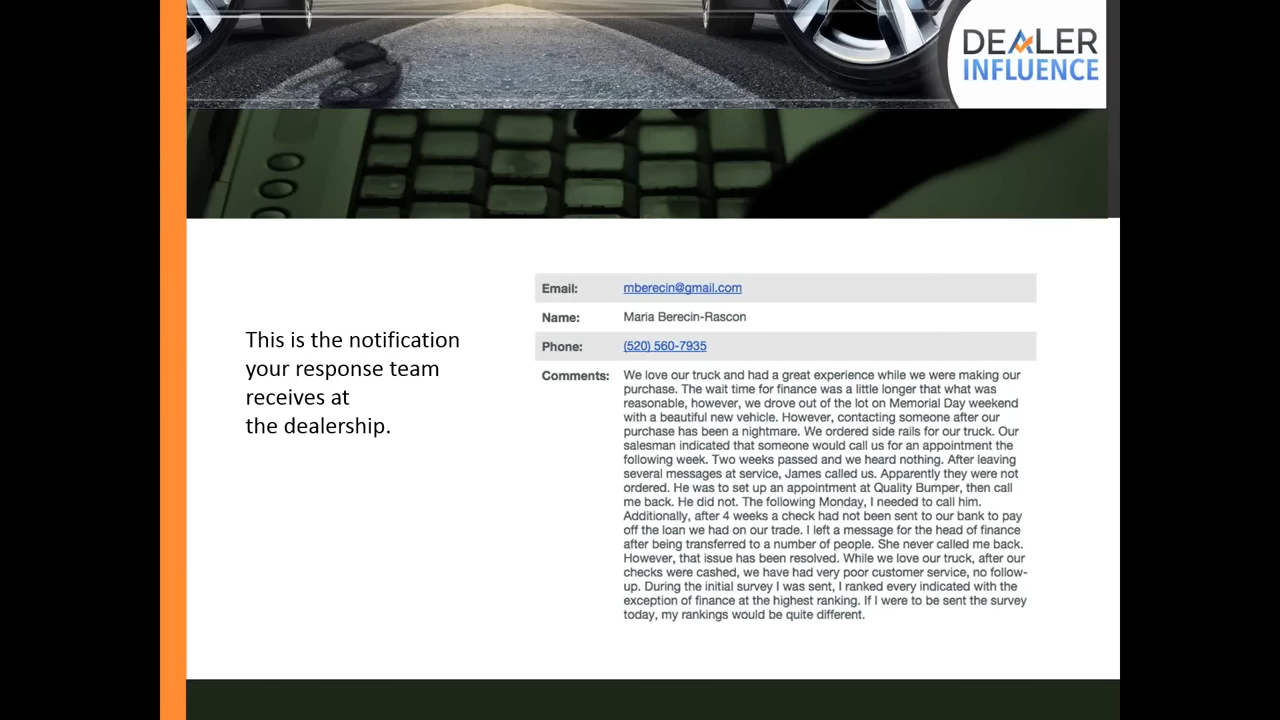 DEALER
INFLUENCE
This is the notification
your response team
receives at
the dealership.
Email: mberecin@gmail.com
Name: Maria Berecin-Rascon
Phone: (520) 560-7935
Comments: We love our truck and had a great experience while we were making our
purchase. The wait time for finance was a little longer that what was
reasonable, however, we drove out of the lot on Memorial Day weekend
with a beautiful new vehicle. However, contacting someone after our
purchase has been a nightmare. We ordered side rails for our truck. Our
salesman indicated that someone would call us for an appointment the
following week. Two weeks passed and we heard nothing. After leaving
several messages at service, James called us. Apparently they were not
ordered. He was to set up an appointment at Quality Bumper, then call
me back. He did not. The following Monday, I needed to call him.
Additionally, after 4 weeks a check had not been sent to our bank to pay
off the loan we had on our trade. I left a message for the head of finance
after being transferred to a number of people. She never called me back.
However, that issue has been resolved. While we love our truck, after our
checks were cashed, we have had very poor customer service, no follow-
up. During the initial survey I was sent, I ranked every indicated with the
exception of finance at the highest ranking. If I were to be sent the survey
today, my rankings would be quite different.